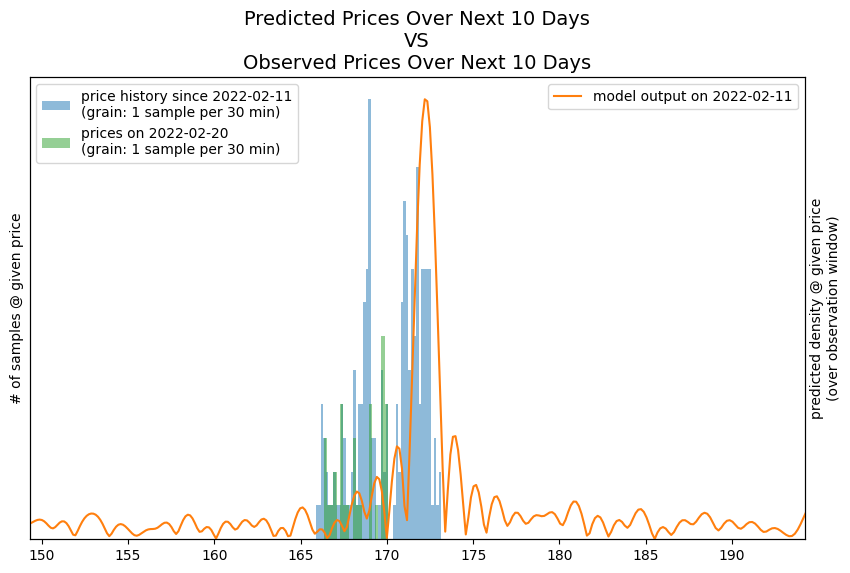 Predicted Prices Over Next 10 Days
VS
Observed Prices Over Next 10 Days
price history since 2022-02-11
(grain: 1 sample per 30 min)
prices on 2022-02-20
(grain: 1 sample per 30 min)
model output on 2022-02-11
# of samples @ given price
predicted density @ given price
(over observation window)
150 155 160 165 170 175 180 185 190